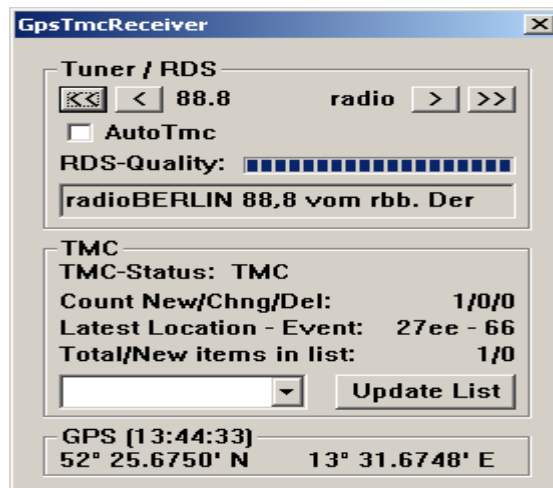 GpsTmcReceiver
Tuner / RDS
<< < 88.8 radio > >>
AutoTmc
RDS-Quality:
radioBERLIN 88,8 vom rbb. Der
TMC
TMC-Status: TMC
Count New/Chng/Del: 1/0/0
Latest Location - Event: 27ee - 66
Total/New items in list: 1/0
Update List
GPS (13:44:33)
52° 25.6750' N 13° 31.6748' E